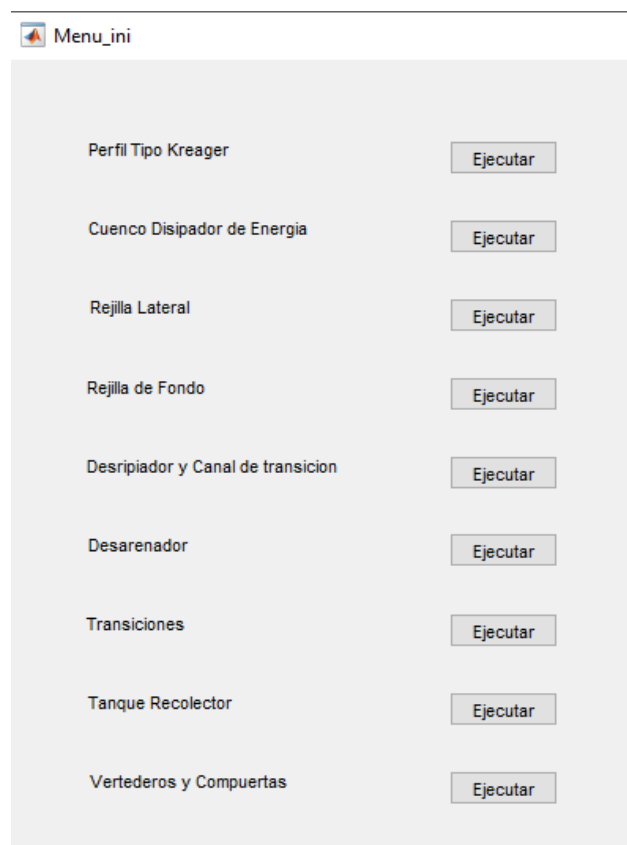 Menu_ini
Perfil Tipo Kreager Ejecutar
Cuenco Disipador de Energia Ejecutar
Rejilla Lateral Ejecutar
Rejilla de Fondo Ejecutar
Desripiador y Canal de transicion Ejecutar
Desarenador Ejecutar
Transiciones Ejecutar
Tanque Recolector Ejecutar
Vertederos y Compuertas Ejecutar